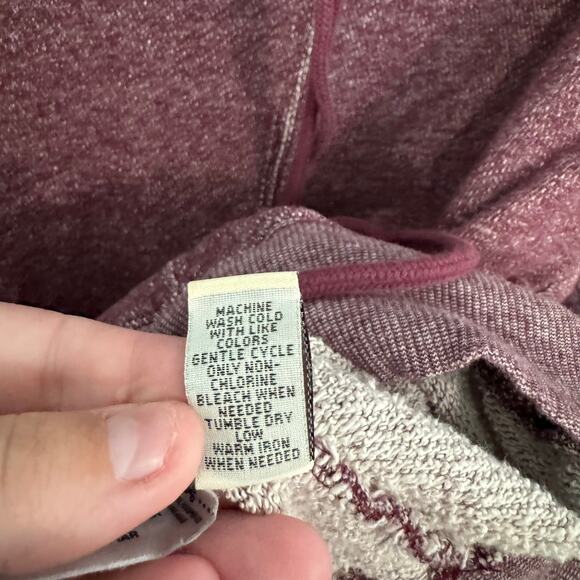 MACHINE
WASH COLD
WITH LIKE
COLORS
GENTLE CYCLE
ONLY NON-
CHLORINE
BLEACH WHEN
NEEDED
TUMBLE DRY
LOW
WARM IRON
WHEN NEEDED